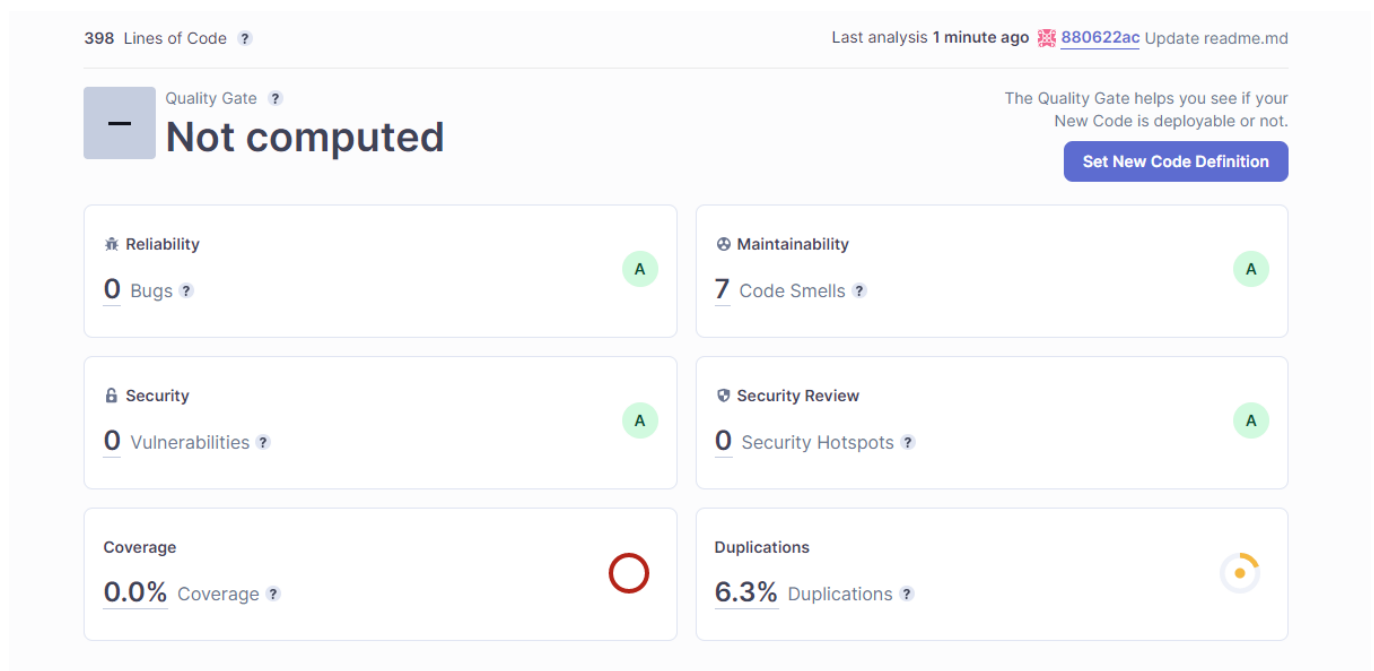 398 Lines of Code ?
Last analysis 1 minute ago 880622ac Update readme.md
Quality Gate ?
Not computed
The Quality Gate helps you see if your
New Code is deployable or not.
Set New Code Definition
Reliability
0 Bugs ?
A
Maintainability
7 Code Smells ?
A
Security
0 Vulnerabilities ?
A
Security Review
0 Security Hotspots ?
A
Coverage
0.0% Coverage ?
Duplications
6.3% Duplications ?